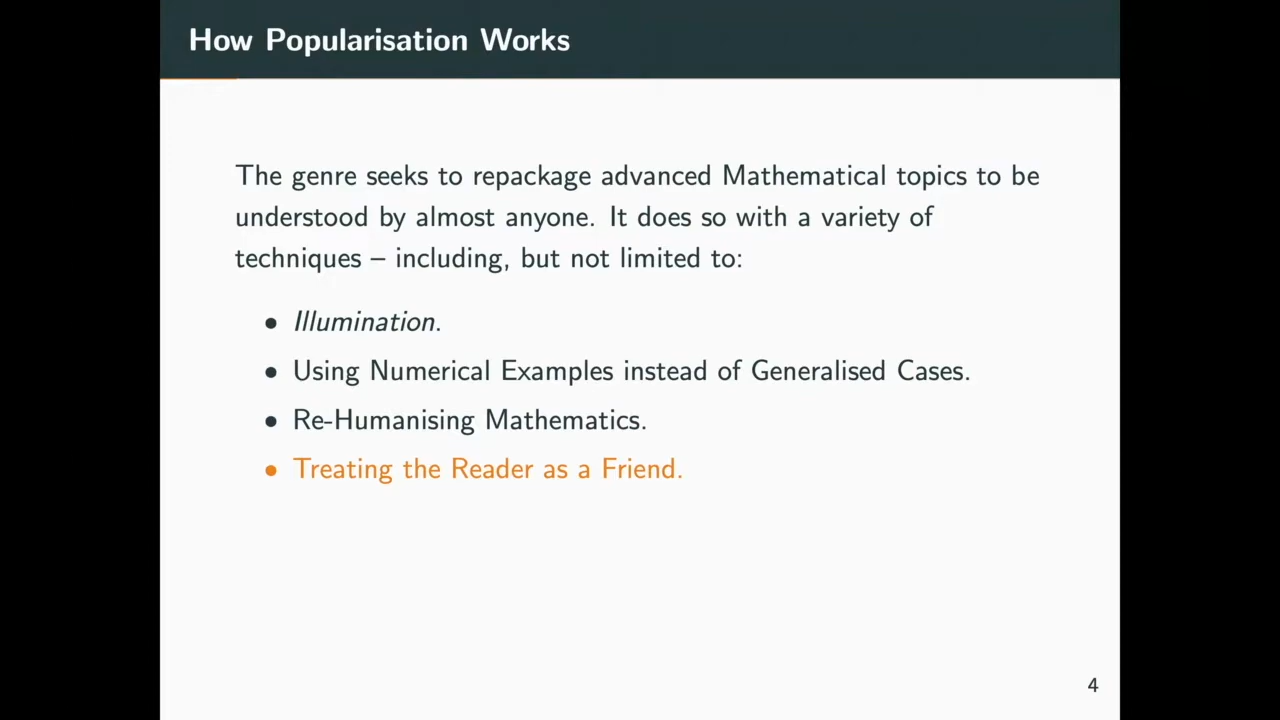 How Popularisation Works
The genre seeks to repackage advanced Mathematical topics to be
understood by almost anyone. It does so with a variety of
techniques – including, but not limited to:
• Illumination.
• Using Numerical Examples instead of Generalised Cases.
• Re-Humanising Mathematics.
• Treating the Reader as a Friend.
4